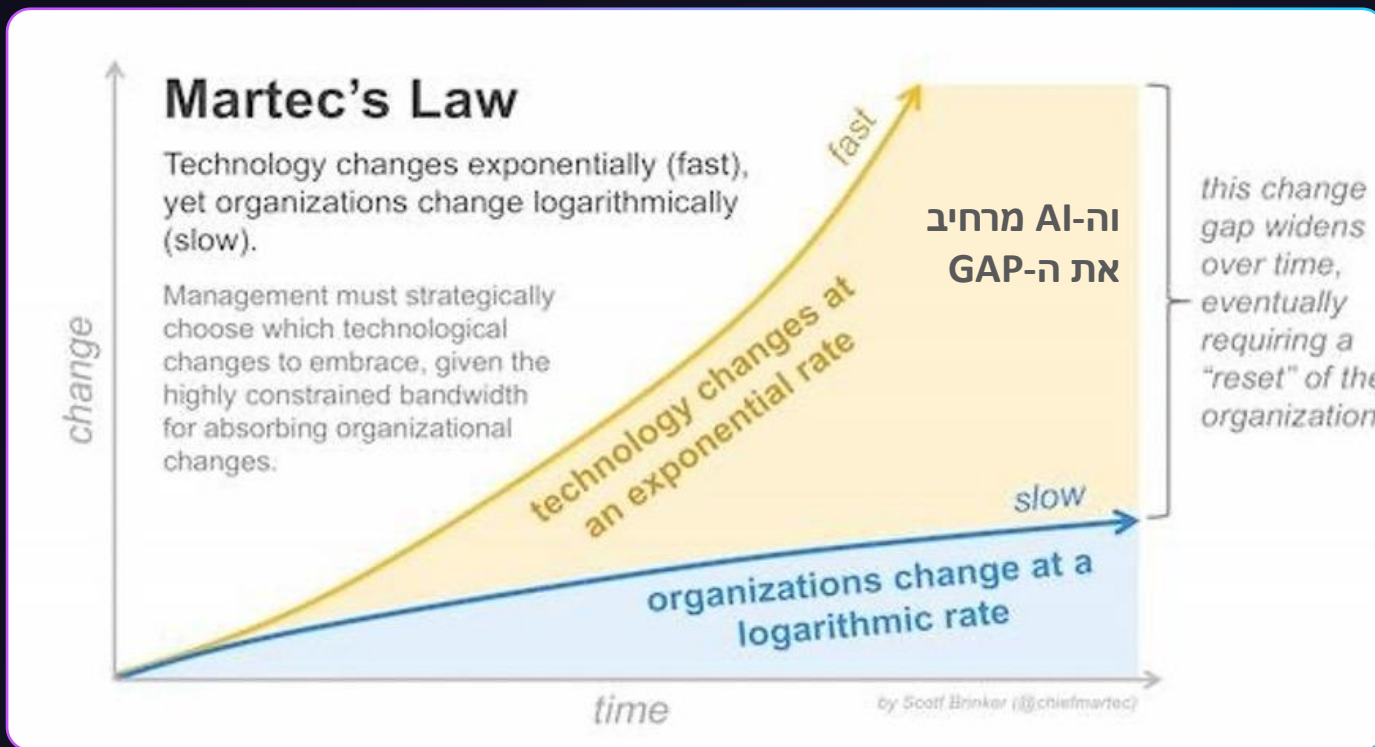 Martec's Law
Technology changes exponentially (fast),
yet organizations change logarithmically
(slow).
Management must strategically
choose which technological
changes to embrace, given the
highly constrained bandwidth
for absorbing organizational
changes.
change
fast
technology changes at
an exponential rate
וה-AI מרחיב
את ה-GAP
this change
gap widens
over time,
eventually
requiring a
"reset" of the
organization
slow
organizations change at a
logarithmic rate
time
by Scott Brinker (@chiefmartec)